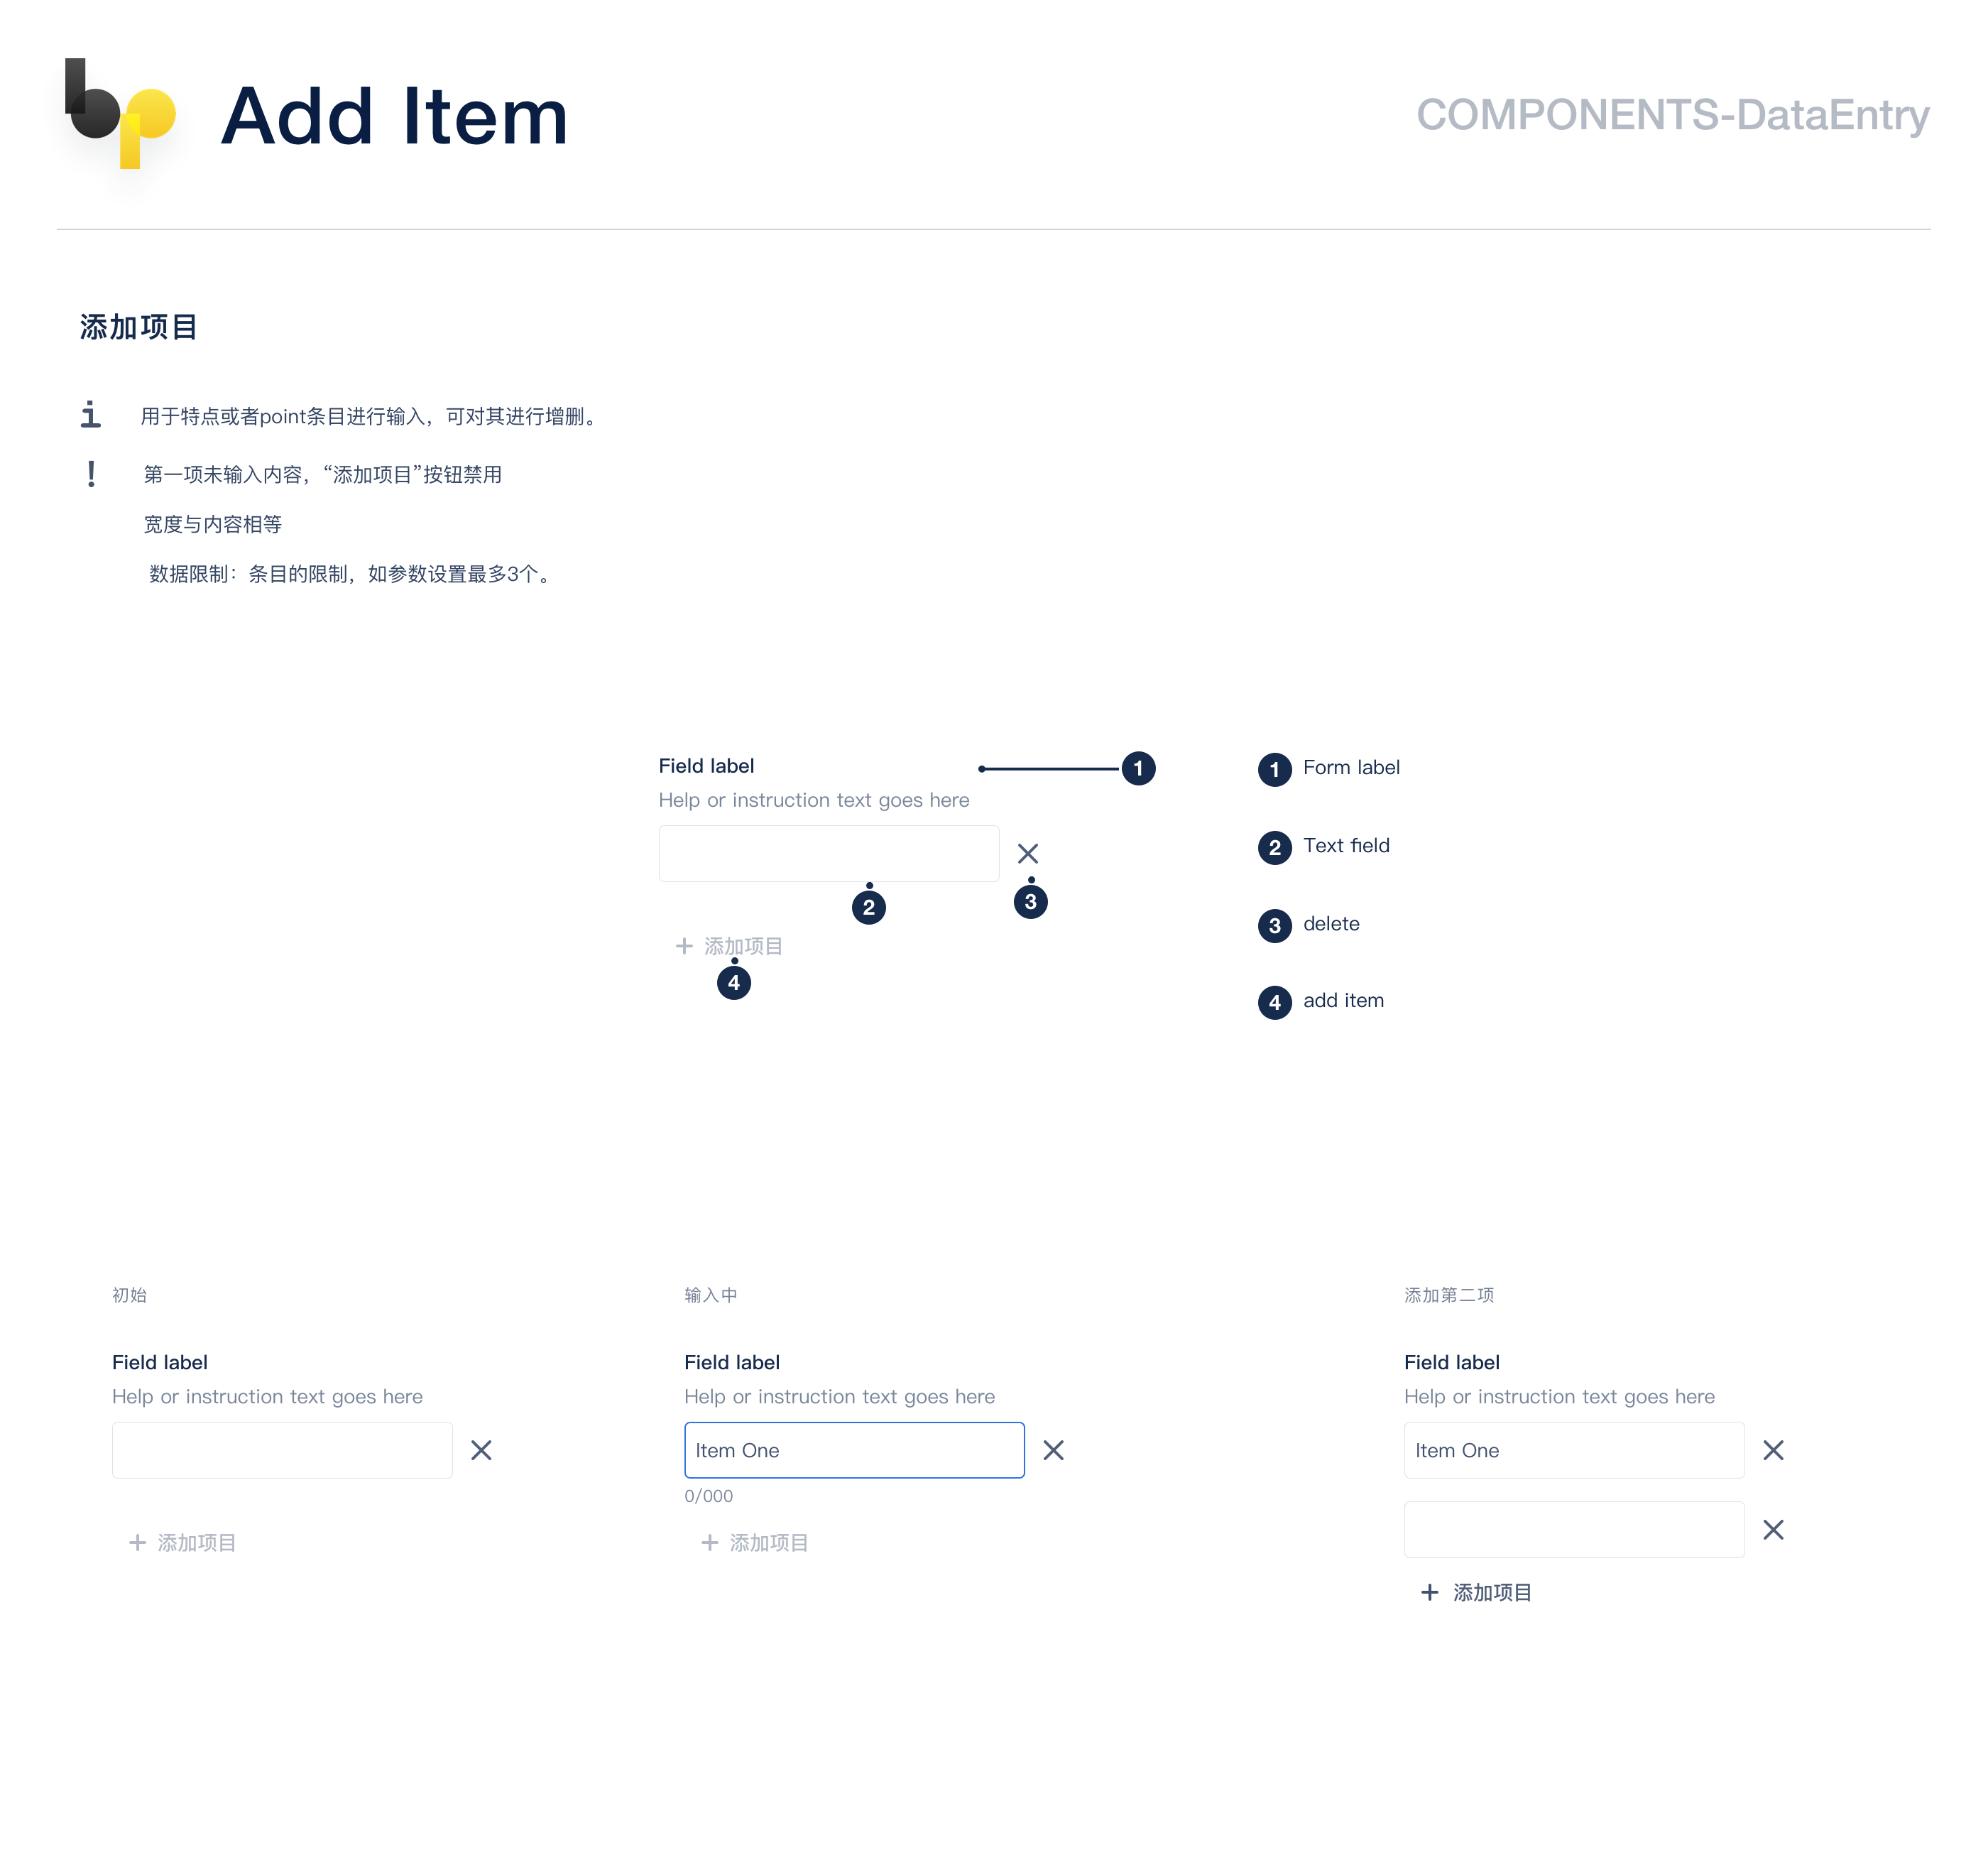 bp
Add Item
COMPONENTS-DataEntry
添加项目
i 用于特点或者point条目进行输入，可对其进行增删。
! 第一项未输入内容，“添加项目”按钮禁用
宽度与内容相等
数据限制：条目的限制，如参数设置最多3个。
Field label
1
Help or instruction text goes here
2
3
+ 添加项目
4
1 Form label
2 Text field
3 delete
4 add item
初始
Field label
Help or instruction text goes here
+ 添加项目
输入中
Field label
Help or instruction text goes here
Item One
0/000
+ 添加项目
添加第二项
Field label
Help or instruction text goes here
Item One
+ 添加项目